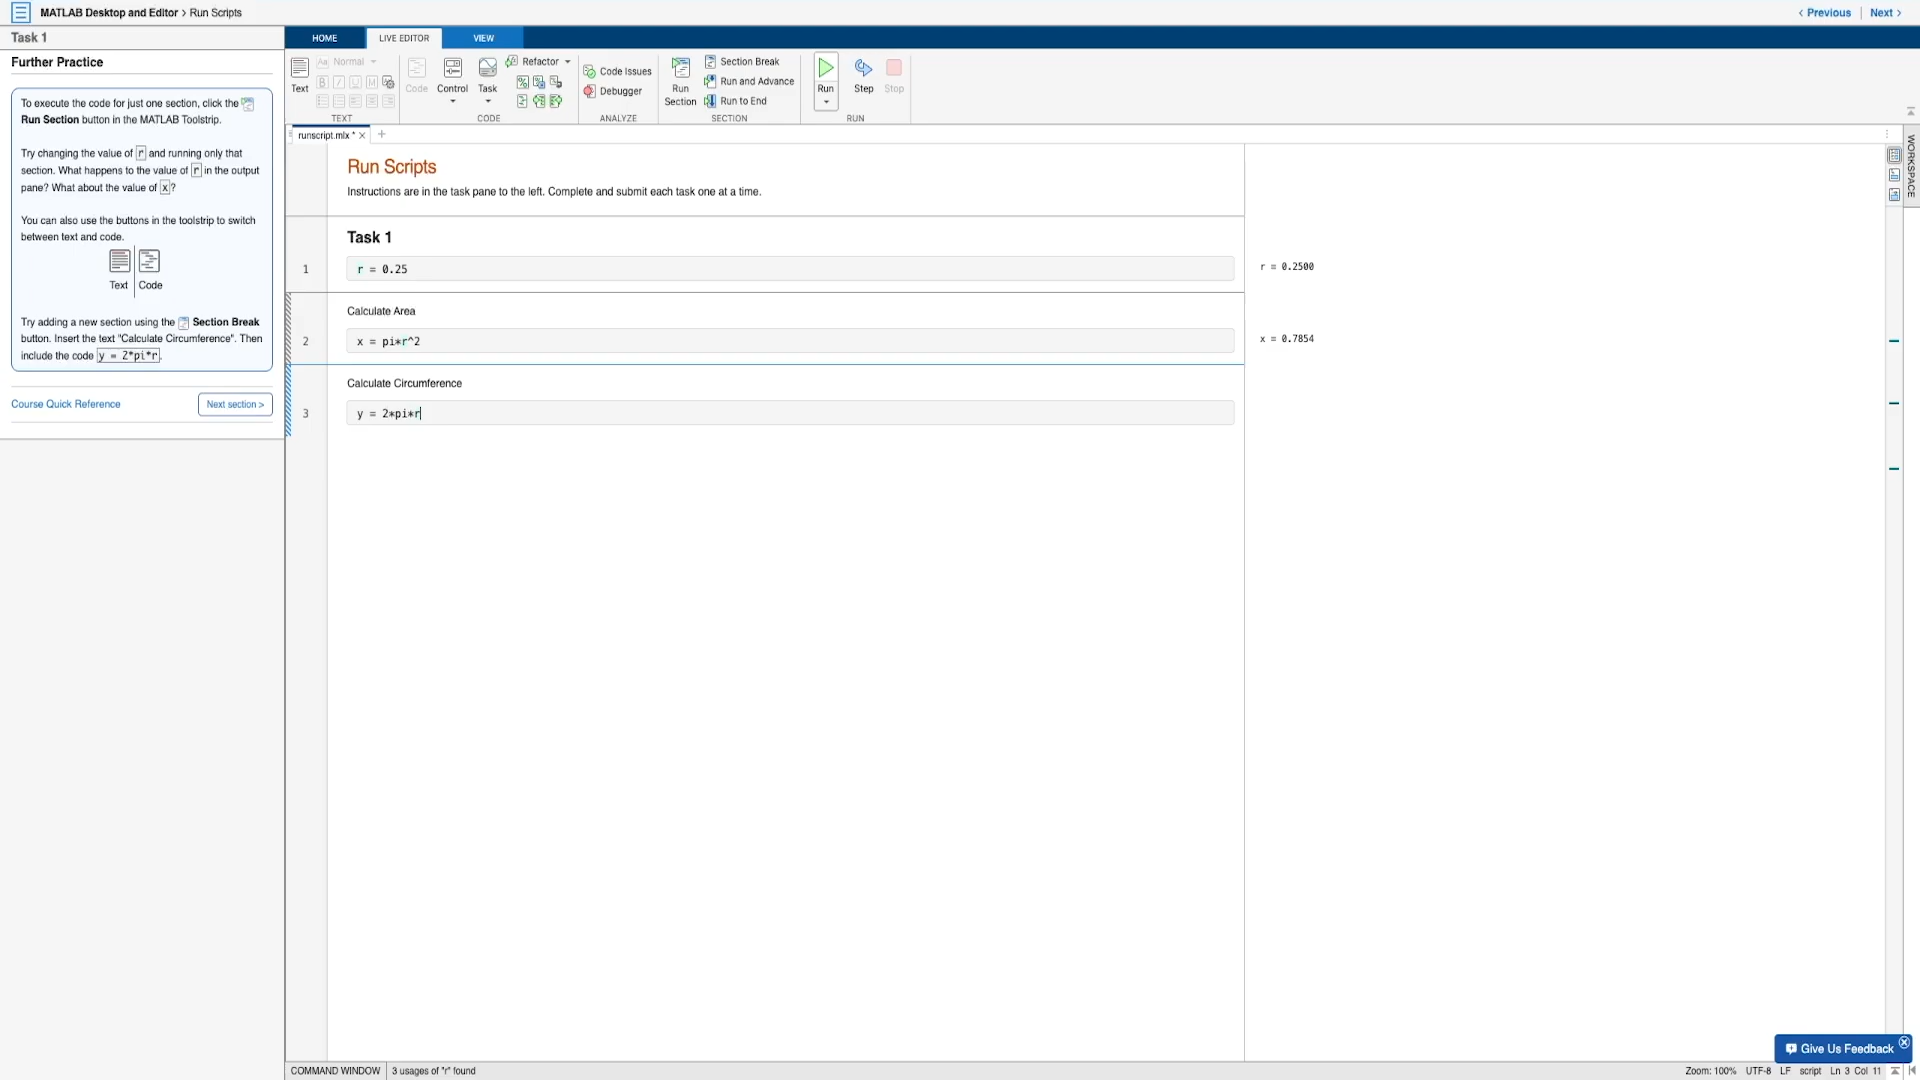 MATLAB Desktop and Editor > Run Scripts
< Previous | Next >
Task 1
Further Practice
To execute the code for just one section, click the
Run Section button in the MATLAB Toolstrip.
Try changing the value of r and running only that
section. What happens to the value of r in the output
pane? What about the value of x?
You can also use the buttons in the toolstrip to switch
between text and code.
Text Code
Try adding a new section using the Section Break
button. Insert the text "Calculate Circumference". Then
include the code y = 2*pi*r.
Course Quick Reference
Next section >
HOME LIVE EDITOR VIEW
Text
Aa Normal
B I U M
TEXT
Code Control Task
Refactor
CODE
Code Issues
Debugger
ANALYZE
Run
Section
Section Break
Run and Advance
Run to End
SECTION
Run Step Stop
RUN
runscript.mlx * × +
WORKSPACE
Run Scripts
Instructions are in the task pane to the left. Complete and submit each task one at a time.
Task 1
1 r = 0.25
r = 0.2500
Calculate Area
2 x = pi*r^2
x = 0.7854
Calculate Circumference
3 y = 2*pi*r
Give Us Feedback
COMMAND WINDOW 3 usages of "r" found
Zoom: 100% UTF-8 LF script Ln 3 Col 11